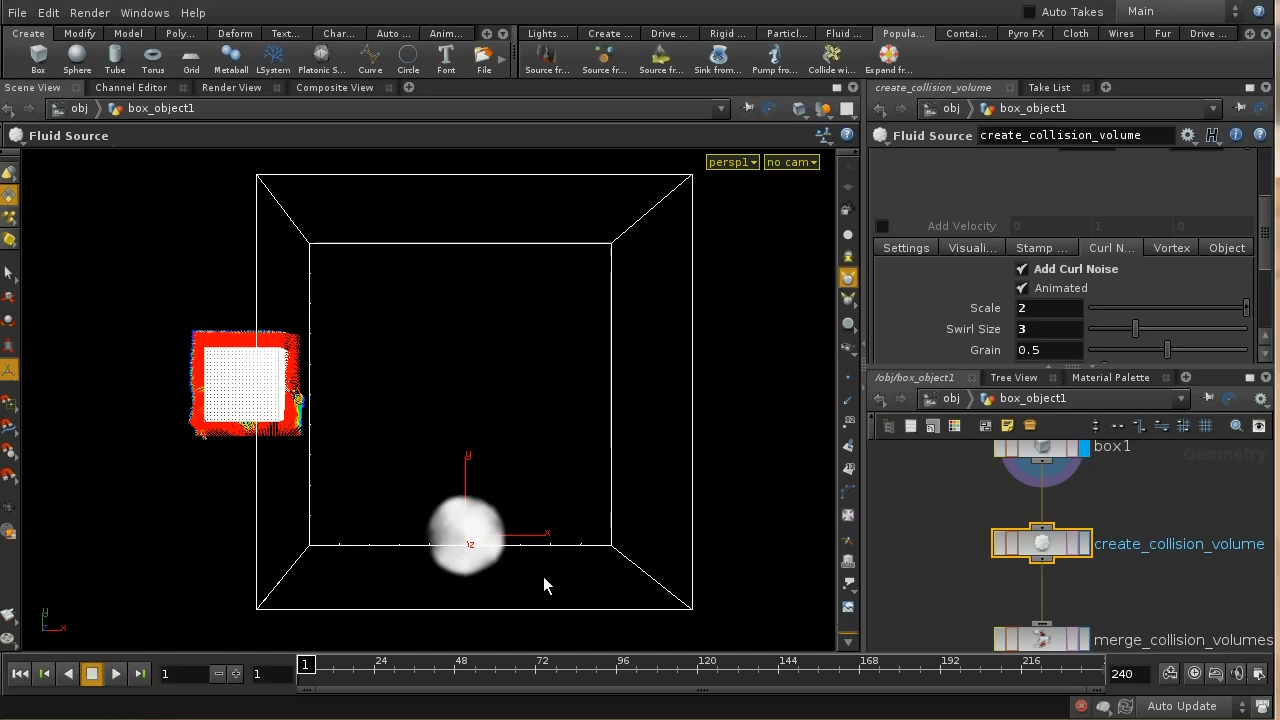 File Edit Render Windows Help Auto Takes Main
Create Modify Model Poly... Deform Text... Char... Auto ... Anim... Lights ... Create ... Drive ... Rigid ... Particl... Fluid ... Popula... Contai... Pyro FX Cloth Wires Fur Drive ...
Box Sphere Tube Torus Grid Metaball LSystem Platonic S... Curve Circle Font File Source fr... Source fr... Source fr... Sink from... Pump fro... Collide wi... Expand fr...
Scene View Channel Editor Render View Composite View create_collision_volume Take List
obj box_object1 obj box_object1
Fluid Source Fluid Source create_collision_volume
persp1 no cam
Add Velocity 0 1 0
Settings Visuali... Stamp ... Curl N... Vortex Object
Add Curl Noise
Animated
Scale 2
Swirl Size 3
Grain 0.5
/obj/box_object1 Tree View Material Palette
obj box_object1
box1 Geometry
create_collision_volume
merge_collision_volumes
y
x
z
y
x
1 1 1 24 48 72 96 120 144 168 192 216 240
Auto Update